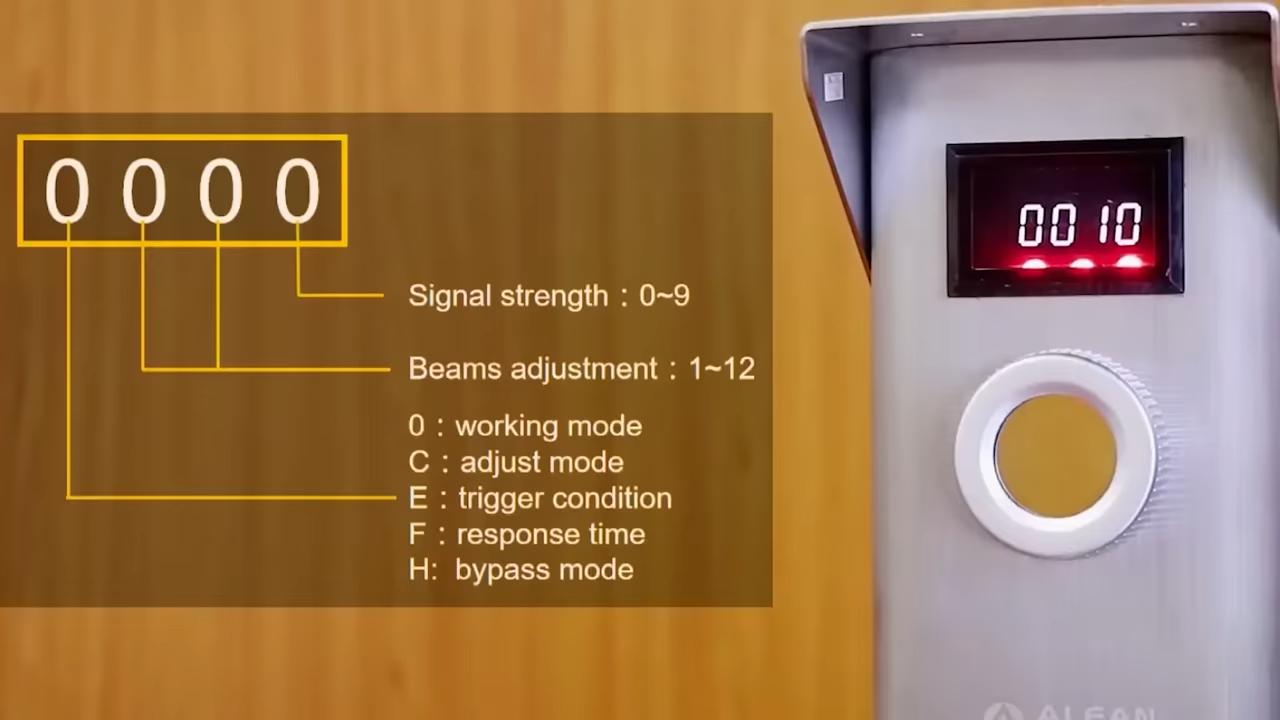 0 0 0 0
0010
Signal strength：0~9
Beams adjustment：1~12
0：working mode
C：adjust mode
E：trigger condition
F：response time
H: bypass mode